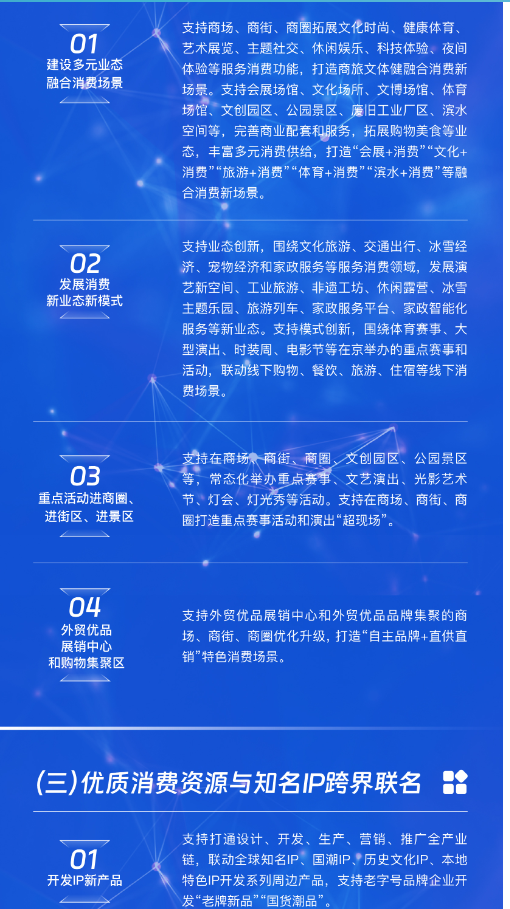 01
建设多元业态
融合消费场景
支持商场、商街、商圈拓展文化时尚、健康体育、
艺术展览、主题社交、休闲娱乐、科技体验、夜间
体验等服务消费功能，打造商旅文体健融合消费新
场景。支持会展场馆、文化场所、文博场馆、体育
场馆、文创园区、公园景区、废旧工业厂区、滨水
空间等，完善商业配套和服务，拓展购物美食等业
态，丰富多元消费供给，打造“会展+消费”“文化+
消费”“旅游+消费”“体育+消费”“滨水+消费”等融
合消费新场景。
02
发展消费
新业态新模式
支持业态创新，围绕文化旅游、交通出行、冰雪经
济、宠物经济和家政服务等服务消费领域，发展演
艺新空间、工业旅游、非遗工坊、休闲露营、冰雪
主题乐园、旅游列车、家政服务平台、家政智能化
服务等新业态。支持模式创新，围绕体育赛事、大
型演出、时装周、电影节等在京举办的重点赛事和
活动，联动线下购物、餐饮、旅游、住宿等线下消
费场景。
03
重点活动进商圈、
进街区、进景区
支持在商场、商街、商圈、文创园区、公园景区
等，常态化举办重点赛事、文艺演出、光影艺术
节、灯会、灯光秀等活动。支持在商场、商街、商
圈打造重点赛事活动和演出“超现场”。
04
外贸优品
展销中心
和购物集聚区
支持外贸优品展销中心和外贸优品品牌集聚的商
场、商街、商圈优化升级，打造“自主品牌+直供直
销”特色消费场景。
(三)优质消费资源与知名IP跨界联名
01
开发IP新产品
支持打通设计、开发、生产、营销、推广全产业
链，联动全球知名IP、国潮IP、历史文化IP、本地
特色IP开发系列周边产品，支持老字号品牌企业开
发“老牌新品”“国货潮品”。